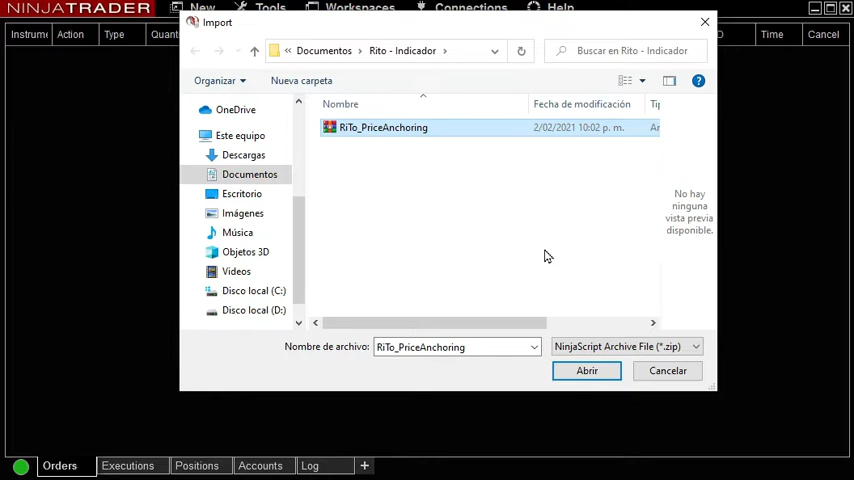 NINJATRADER New Tools Workspaces Connections Help
Import
Instrume Action Type Quant Time Cancel
« Documentos > Rito - Indicador > Buscar en Rito - Indicador
Organizar Nueva carpeta
OneDrive
Este equipo
Descargas
Documentos
Escritorio
Imágenes
Música
Objetos 3D
Videos
Disco local (C:)
Disco local (D:)
Nombre Fecha de modificación Tip
RiTo_PriceAnchoring 2/02/2021 10:02 p. m. Ar
No hay
ninguna
vista previa
disponible.
Nombre de archivo: RiTo_PriceAnchoring NinjaScript Archive File (*.zip)
Abrir Cancelar
Orders Executions Positions Accounts Log +